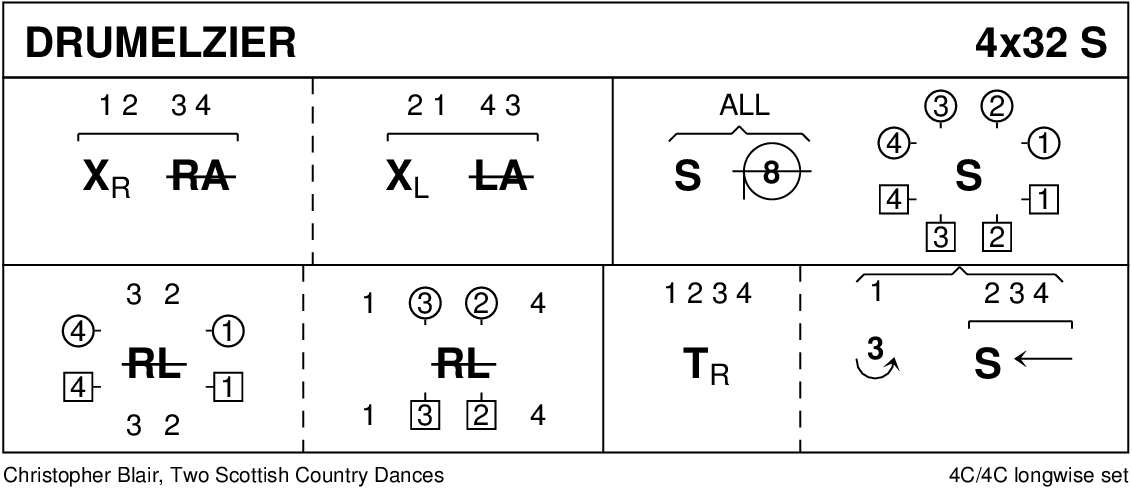 DRUMELZIER 4x32 S
1 2 3 4 2 1 4 3 ALL 3 2
4 1
XR RA XL LA S 8 S
4 1
3 2
3 2 1 3 2 4 1 2 3 4 1 2 3 4
4 1
RL RL TR 3 S
4 1
3 2 1 3 2 4
Christopher Blair, Two Scottish Country Dances 4C/4C longwise set